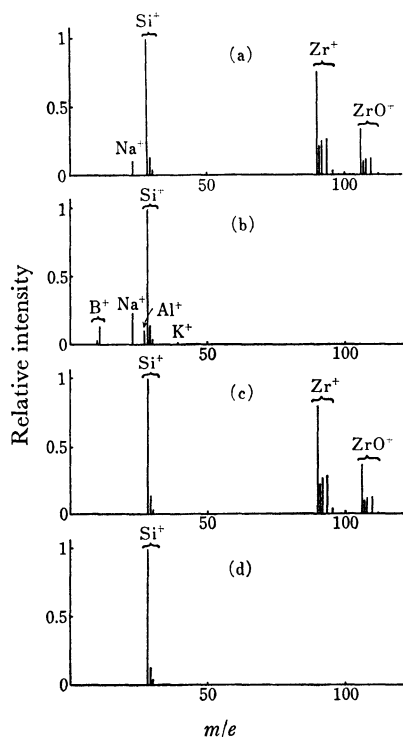 Relative intensity
Si⁺
1
(a)
Zr⁺
0.5
ZrO⁺
Na⁺
0
50
100
Si⁺
1
(b)
0.5
B⁺
Na⁺
Al⁺
K⁺
0
50
100
Si⁺
1
(c)
Zr⁺
0.5
ZrO⁺
0
50
100
Si⁺
1
(d)
0.5
0
50
100
m/e